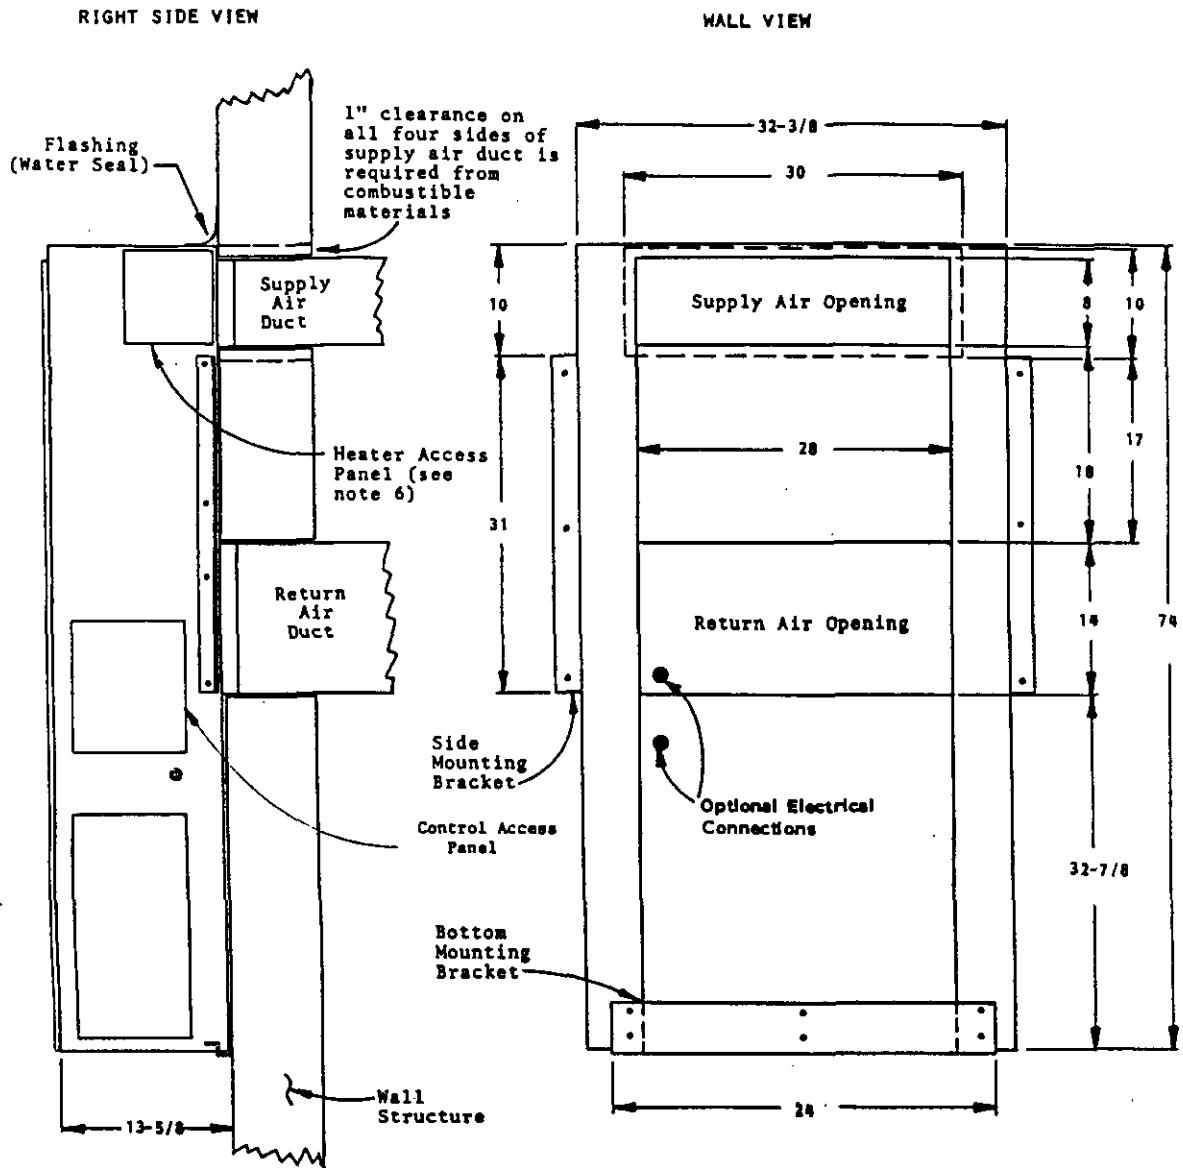 RIGHT SIDE VIEW
WALL VIEW
1" clearance on
all four sides of
supply air duct is
required from
combustible
materials
Flashing
(Water Seal)
32-3/8
30
Supply
Air
Duct
10
Supply Air Opening
8
10
Heater Access
Panel (see
note 6)
28
17
18
31
Return
Air
Duct
Return Air Opening
14
74
Side
Mounting
Bracket
Optional Electrical
Connections
Control Access
Panel
32-7/8
Bottom
Mounting
Bracket
Wall
Structure
13-5/8
24